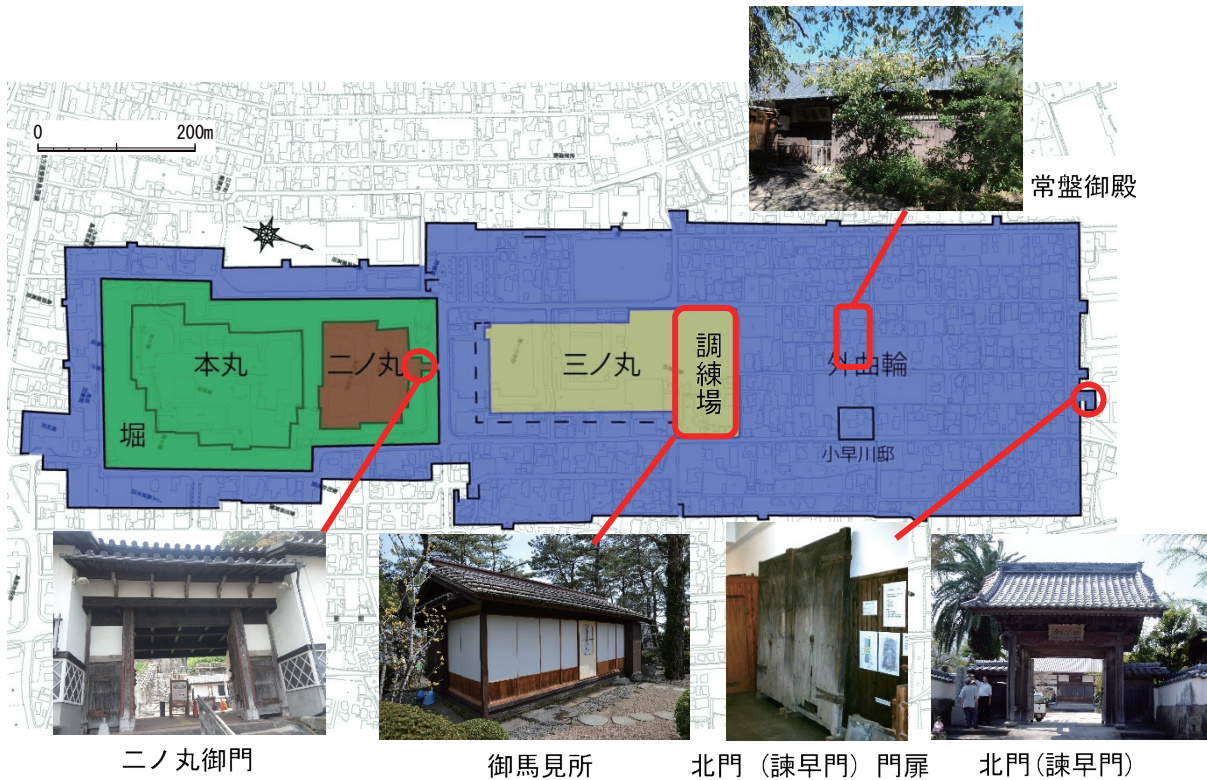 0 200m
常盤御殿
本丸
二ノ丸
三ノ丸
調練場
外曲輪
堀
小早川邸
二ノ丸御門
御馬見所
北門（諫早門）門扉
北門(諫早門)